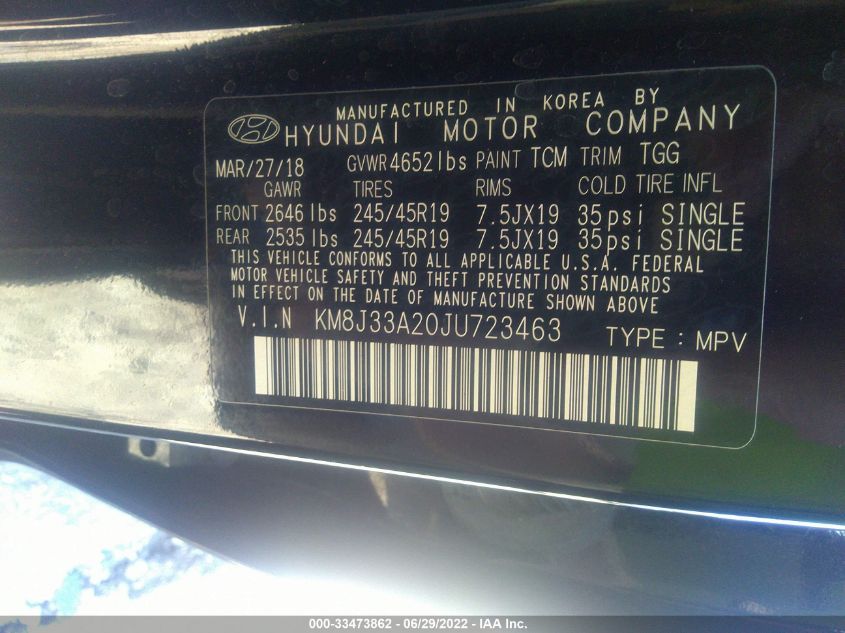 MANUFACTURED IN KOREA BY
HYUNDAI MOTOR COMPANY
MAR/27/18 GVWR 4652lbs PAINT TCM TRIM TGG
GAWR TIRES RIMS COLD TIRE INFL
FRONT 2646 lbs 245/45R19 7.5JX19 35psi SINGLE
REAR 2535 lbs 245/45R19 7.5JX19 35psi SINGLE
THIS VEHICLE CONFORMS TO ALL APPLICABLE U.S.A. FEDERAL
MOTOR VEHICLE SAFETY AND THEFT PREVENTION STANDARDS
IN EFFECT ON THE DATE OF MANUFACTURE SHOWN ABOVE
V.I.N KM8J33A20JU723463 TYPE : MPV
000-33473862 - 06/29/2022 - IAA Inc.